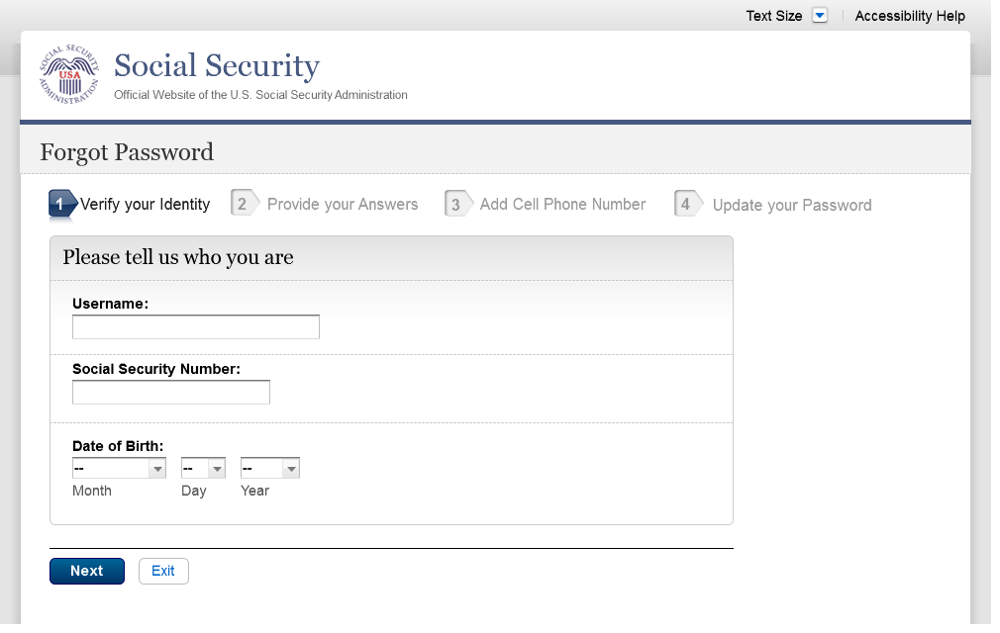 Text Size
Accessibility Help
SOCIAL SECURITY ADMINISTRATION
USA
Social Security
Official Website of the U.S. Social Security Administration
Forgot Password
1 Verify your Identity
2 Provide your Answers
3 Add Cell Phone Number
4 Update your Password
Please tell us who you are
Username:
Social Security Number:
Date of Birth:
-- -- --
Month Day Year
Next Exit